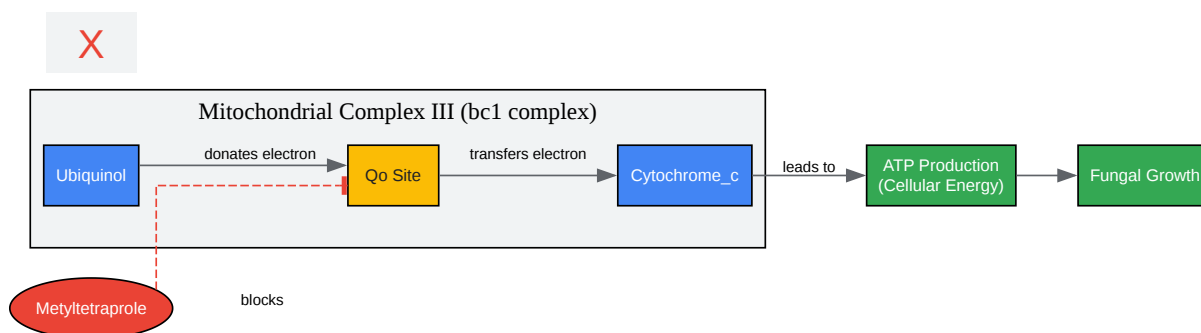 X
Mitochondrial Complex III (bc1 complex)
Ubiquinol
donates electron
Qo Site
transfers electron
Cytochrome_c
leads to
ATP Production
(Cellular Energy)
Fungal Growth
Metyltetraprole
blocks